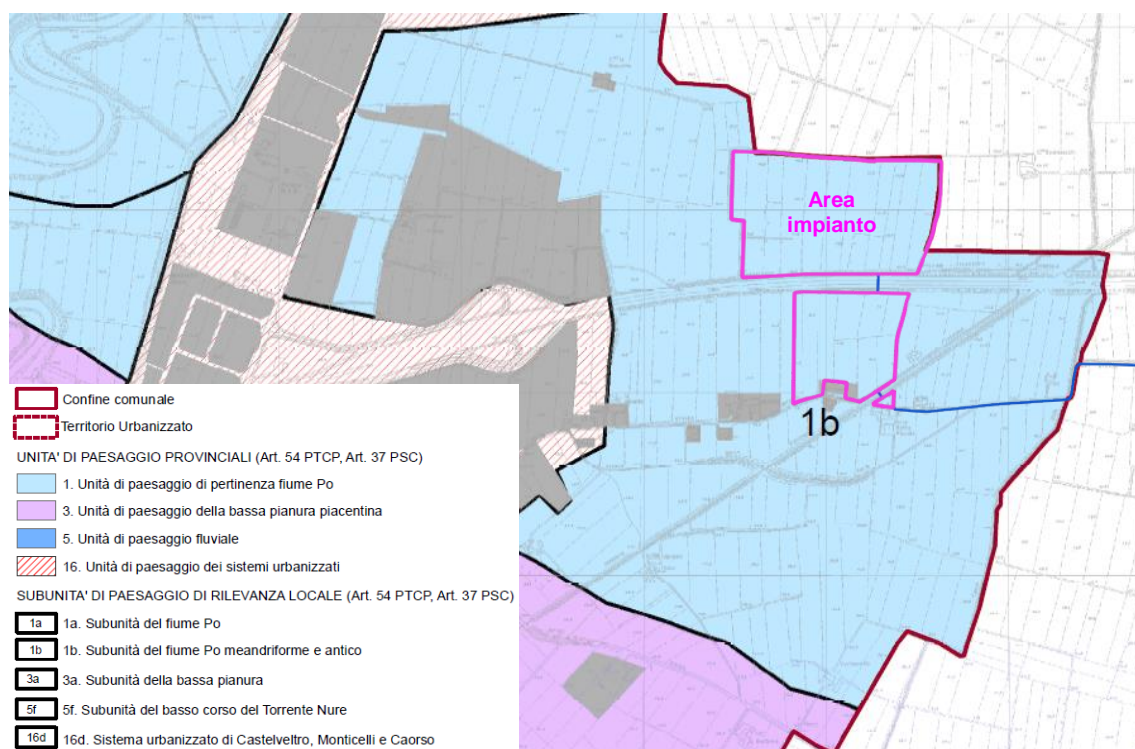 Area
impianto
1b
Confine comunale
Territorio Urbanizzato
UNITA' DI PAESAGGIO PROVINCIALI (Art. 54 PTCP, Art. 37 PSC)
1. Unità di paesaggio di pertinenza fiume Po
3. Unità di paesaggio della bassa pianura piacentina
5. Unità di paesaggio fluviale
16. Unità di paesaggio dei sistemi urbanizzati
SUBUNITA' DI PAESAGGIO DI RILEVANZA LOCALE (Art. 54 PTCP, Art. 37 PSC)
1a 1a. Subunità del fiume Po
1b 1b. Subunità del fiume Po meandriforme e antico
3a 3a. Subunità della bassa pianura
5f 5f. Subunità del basso corso del Torrente Nure
16d 16d. Sistema urbanizzato di Castelveltro, Monticelli e Caorso